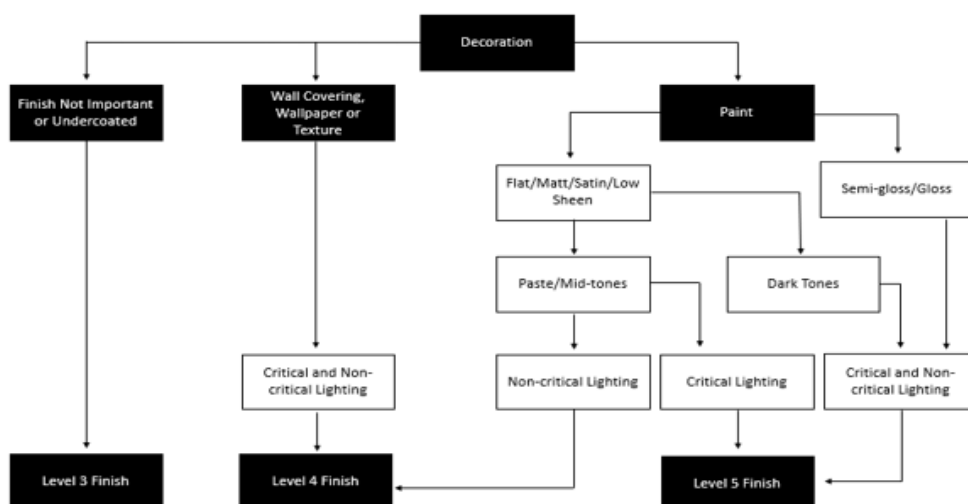 Decoration
Finish Not Important
or Undercoated
Wall Covering,
Wallpaper or
Texture
Paint
Flat/Matt/Satin/Low
Sheen
Semi-gloss/Gloss
Paste/Mid-tones
Dark Tones
Critical and Non-
critical Lighting
Non-critical Lighting
Critical Lighting
Critical and Non-
critical Lighting
Level 3 Finish
Level 4 Finish
Level 5 Finish